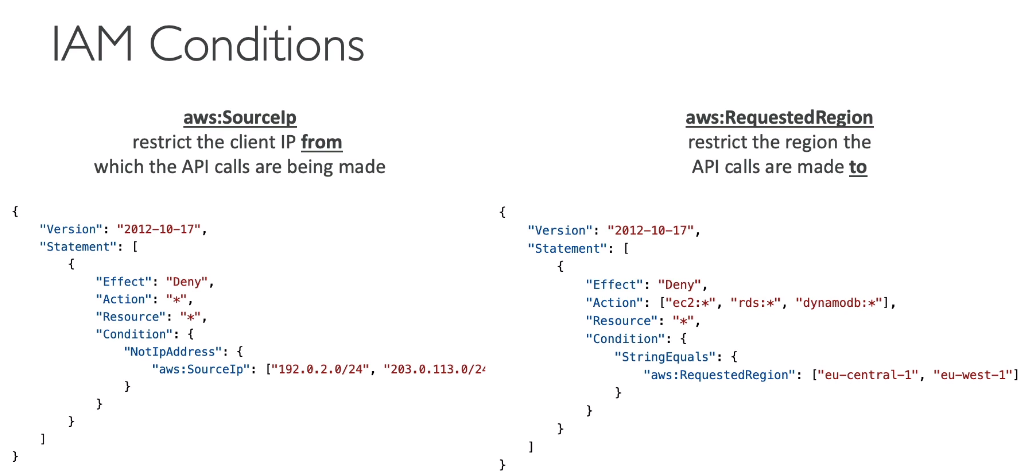 IAM Conditions
aws:SourceIp
restrict the client IP from
which the API calls are being made
{
"Version": "2012-10-17",
"Statement": [
{
"Effect": "Deny",
"Action": "*",
"Resource": "*",
"Condition": {
"NotIpAddress": {
"aws:SourceIp": ["192.0.2.0/24", "203.0.113.0/24
}
}
}
]
}
aws:RequestedRegion
restrict the region the
API calls are made to
{
"Version": "2012-10-17",
"Statement": [
{
"Effect": "Deny",
"Action": ["ec2:*", "rds:*", "dynamodb:*"],
"Resource": "*",
"Condition": {
"StringEquals": {
"aws:RequestedRegion": ["eu-central-1", "eu-west-1"]
}
}
}
]
}